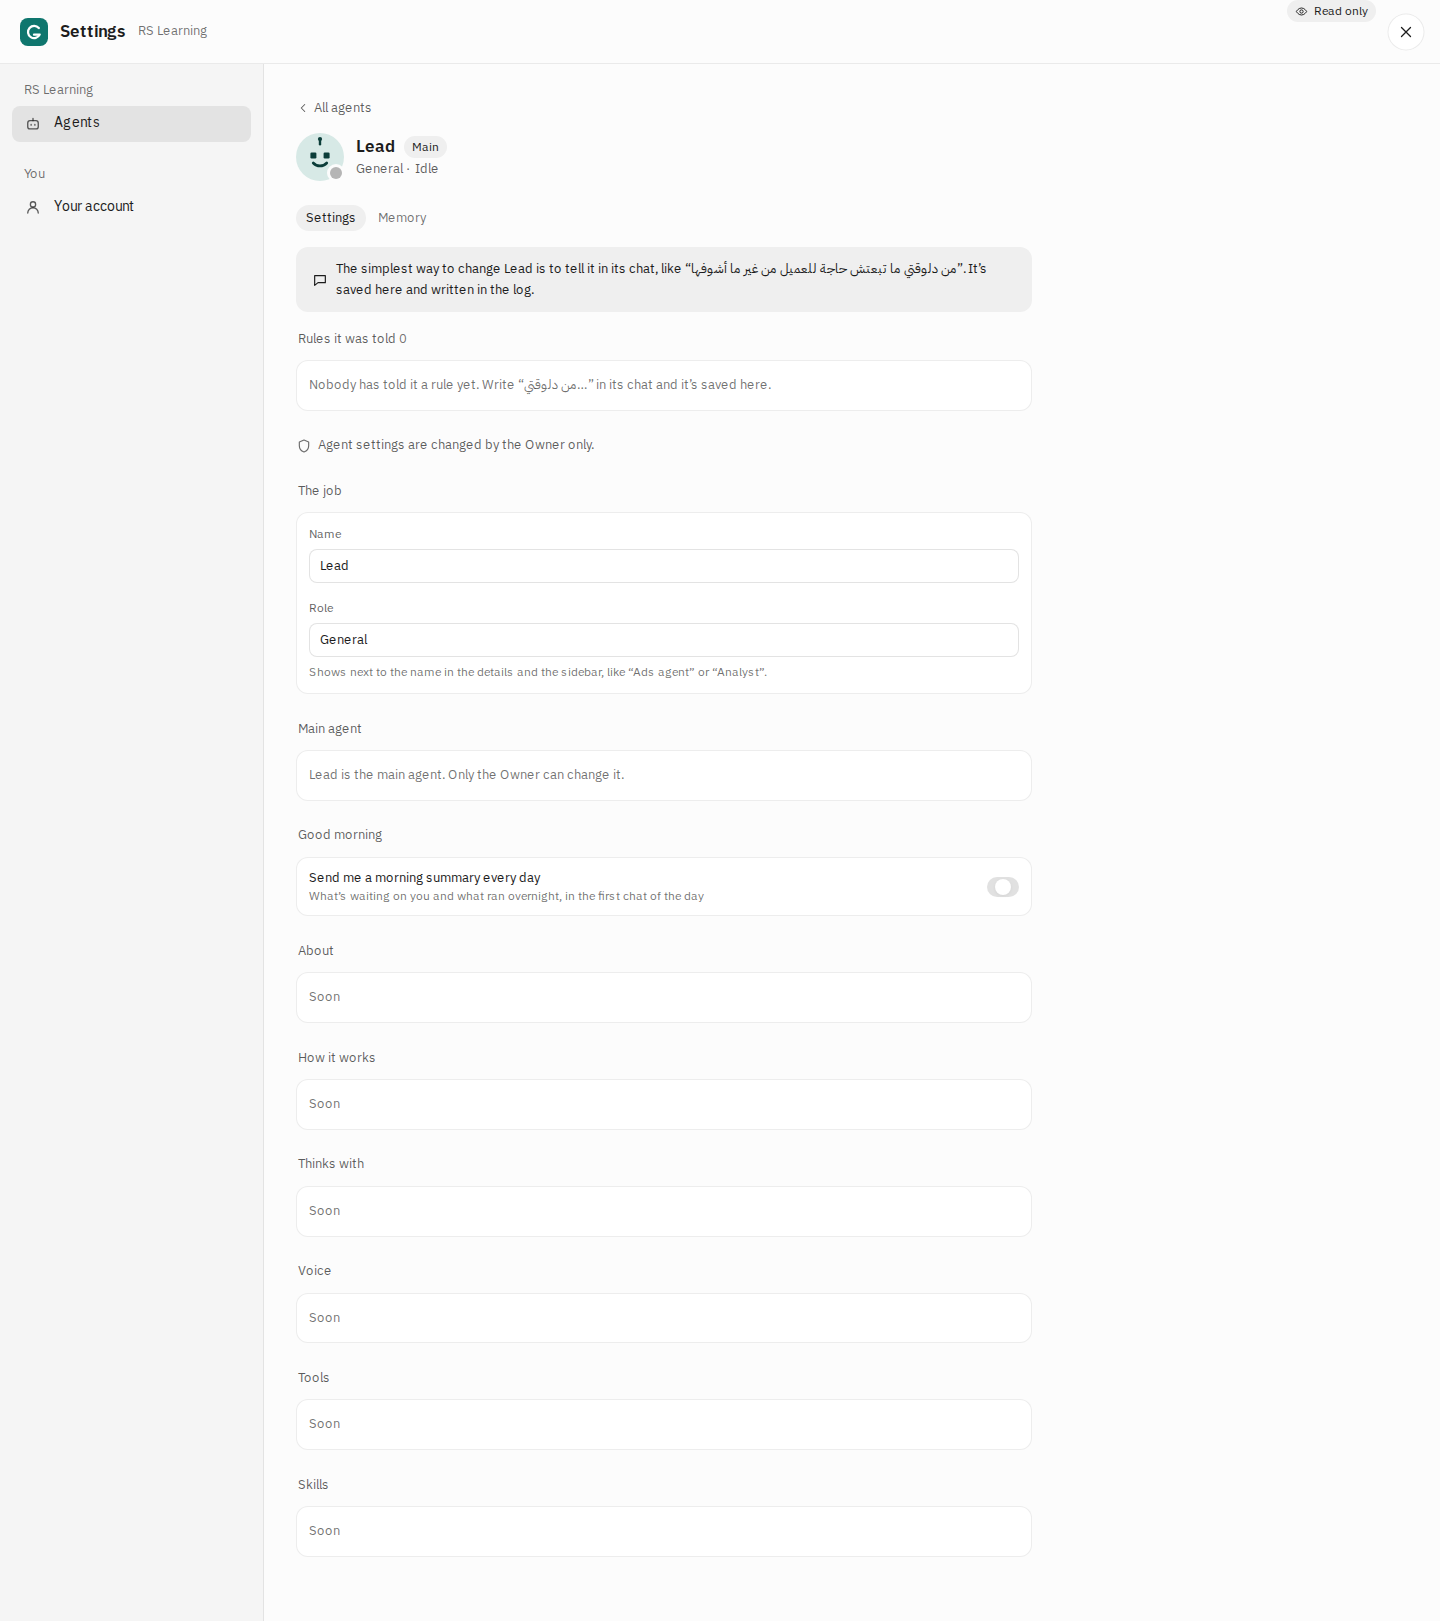 Settings RS Learning
Read only
RS Learning
Agents
You
Your account
All agents
Lead Main
General · Idle
Settings Memory
The simplest way to change Lead is to tell it in its chat, like “من دلوقتي ما تبعتش حاجة للعميل من غير ما أشوفها”. It’s
saved here and written in the log.
Rules it was told 0
Nobody has told it a rule yet. Write “من دلوقتي…” in its chat and it’s saved here.
Agent settings are changed by the Owner only.
The job
Name
Lead
Role
General
Shows next to the name in the details and the sidebar, like “Ads agent” or “Analyst”.
Main agent
Lead is the main agent. Only the Owner can change it.
Good morning
Send me a morning summary every day
What’s waiting on you and what ran overnight, in the first chat of the day
About
Soon
How it works
Soon
Thinks with
Soon
Voice
Soon
Tools
Soon
Skills
Soon